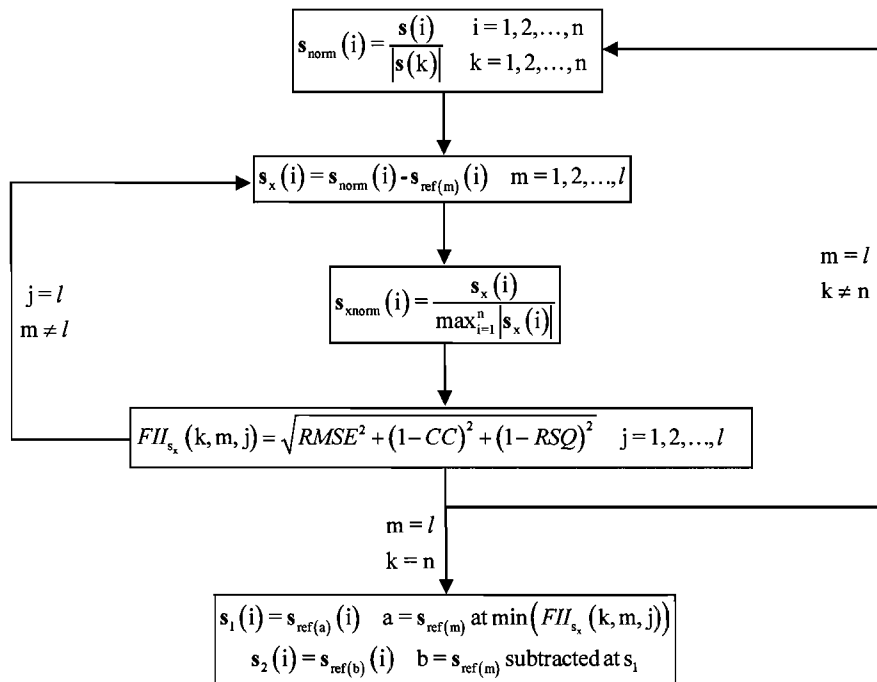 s_norm(i) = s(i) / |s(k)|   i = 1, 2, ..., n   k = 1, 2, ..., n
s_x(i) = s_norm(i) - s_ref(m)(i)   m = 1, 2, ..., l
j = l
m ≠ l
m = l
k ≠ n
s_xnorm(i) = s_x(i) / max_{i=1}^{n} |s_x(i)|
FII_{s_x}(k, m, j) = √(RMSE² + (1 - CC)² + (1 - RSQ)²)   j = 1, 2, ..., l
m = l
k = n
s_1(i) = s_ref(a)(i)   a = s_ref(m) at min(FII_{s_x}(k, m, j))
s_2(i) = s_ref(b)(i)   b = s_ref(m) subtracted at s_1